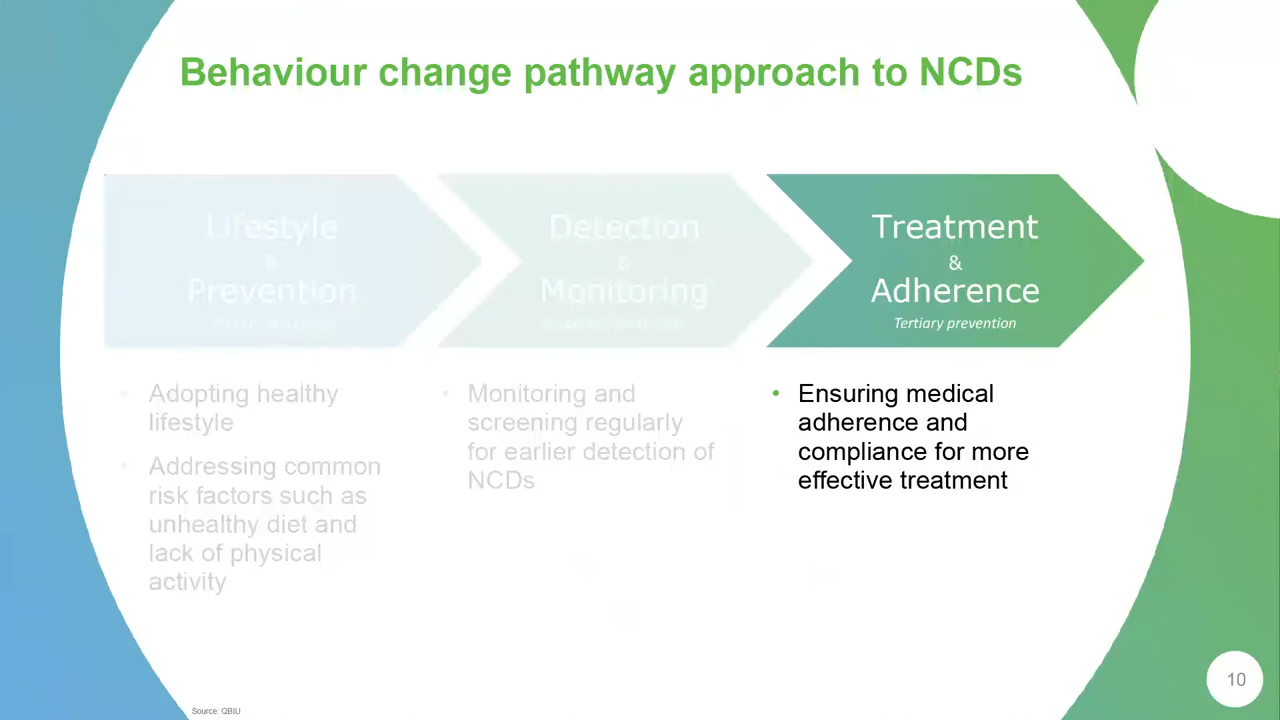 Behaviour change pathway approach to NCDs
Lifestyle
&
Prevention
Primary prevention
• Adopting healthy
lifestyle
• Addressing common
risk factors such as
unhealthy diet and
lack of physical
activity
Detection
&
Monitoring
• Monitoring and
screening regularly
for earlier detection of
NCDs
Treatment
&
Adherence
Tertiary prevention
• Ensuring medical
adherence and
compliance for more
effective treatment
Source: QBIU
10